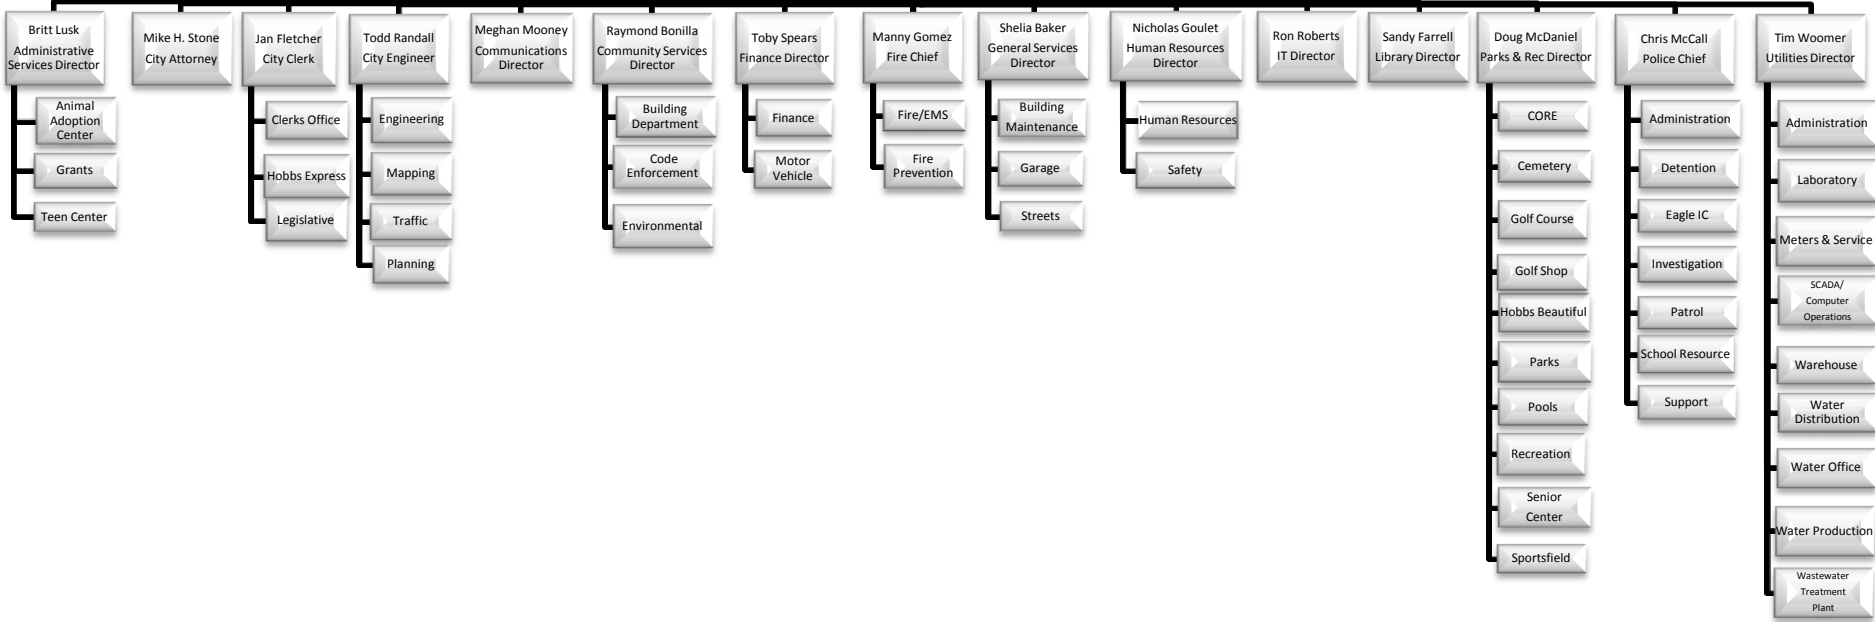 Britt Lusk
Administrative
Services Director
Animal
Adoption
Center
Grants
Teen Center
Mike H. Stone
City Attorney
Jan Fletcher
City Clerk
Clerks Office
Hobbs Express
Legislative
Todd Randall
City Engineer
Engineering
Mapping
Traffic
Planning
Meghan Mooney
Communications
Director
Raymond Bonilla
Community Services
Director
Building
Department
Code
Enforcement
Environmental
Toby Spears
Finance Director
Finance
Motor
Vehicle
Manny Gomez
Fire Chief
Fire/EMS
Fire
Prevention
Shelia Baker
General Services
Director
Building
Maintenance
Garage
Streets
Nicholas Goulet
Human Resources
Director
Human Resources
Safety
Ron Roberts
IT Director
Sandy Farrell
Library Director
Doug McDaniel
Parks & Rec Director
CORE
Cemetery
Golf Course
Golf Shop
Hobbs Beautiful
Parks
Pools
Recreation
Senior
Center
Sportsfield
Chris McCall
Police Chief
Administration
Detention
Eagle IC
Investigation
Patrol
School Resource
Support
Tim Woomer
Utilities Director
Administration
Laboratory
Meters & Service
SCADA/
Computer
Operations
Warehouse
Water
Distribution
Water Office
Water Production
Wastewater
Treatment
Plant